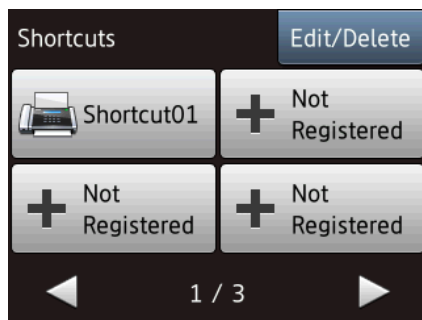 Shortcuts
Edit/Delete
Shortcut01
Not
Registered
Not
Registered
Not
Registered
1 / 3